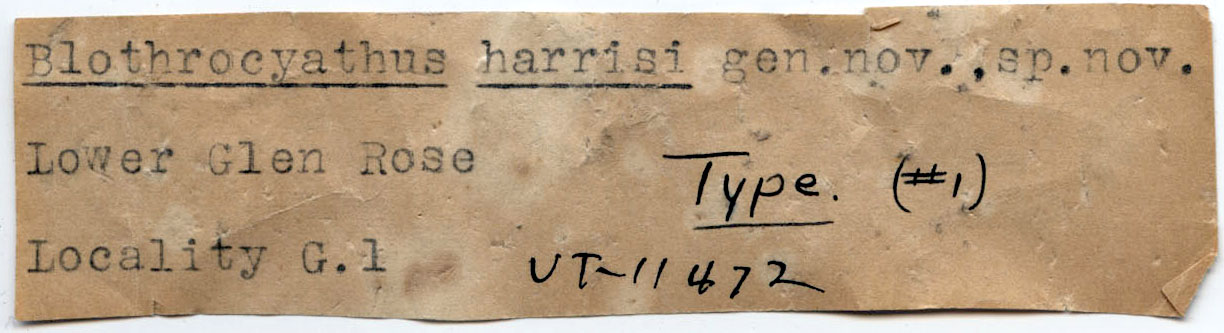 Blothrocyathus harrisi gen.nov.,sp.nov.
Lower Glen Rose
Type. (#1)
Locality G.1
UT-11472